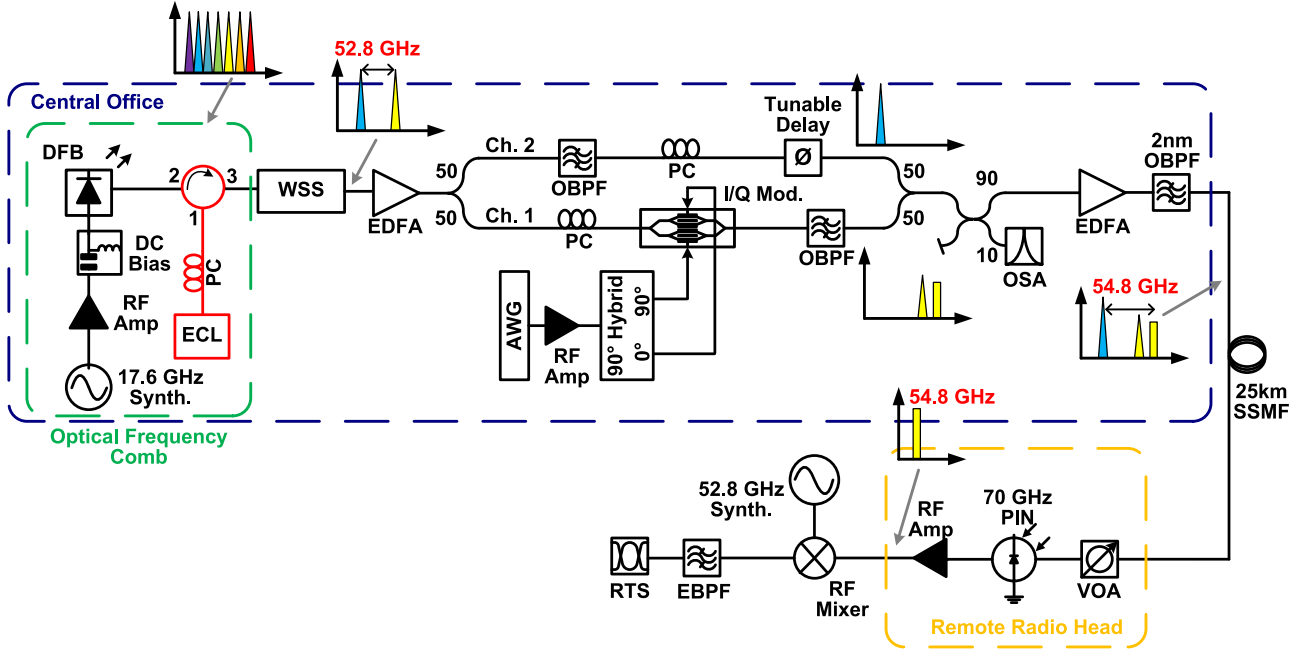 52.8 GHz
Central Office
DFB
2
3
1
WSS
EDFA
50
50
Ch. 2
Ch. 1
OBPF
PC
PC
Tunable
Delay
Ø
I/Q Mod.
OBPF
50
50
90
10
OSA
EDFA
2nm
OBPF
DC
Bias
PC
RF
Amp
ECL
17.6 GHz
Synth.
Optical Frequency
Comb
AWG
RF
Amp
90° Hybrid
0° 90°
54.8 GHz
25km
SSMF
54.8 GHz
52.8 GHz
Synth.
RF
Amp
70 GHz
PIN
RTS
EBPF
RF
Mixer
VOA
Remote Radio Head